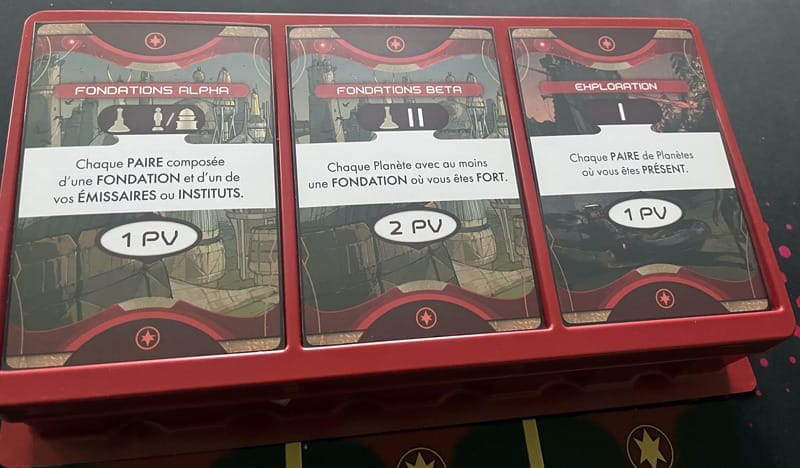 FONDATIONS ALPHA
/
Chaque PAIRE composée
d'une FONDATION et d'un de
vos ÉMISSAIRES ou INSTITUTS.
1 PV
FONDATIONS BETA
II
Chaque Planète avec au moins
une FONDATION où vous êtes FORT.
2 PV
EXPLORATION
I
Chaque PAIRE de Planètes
où vous êtes PRÉSENT.
1 PV